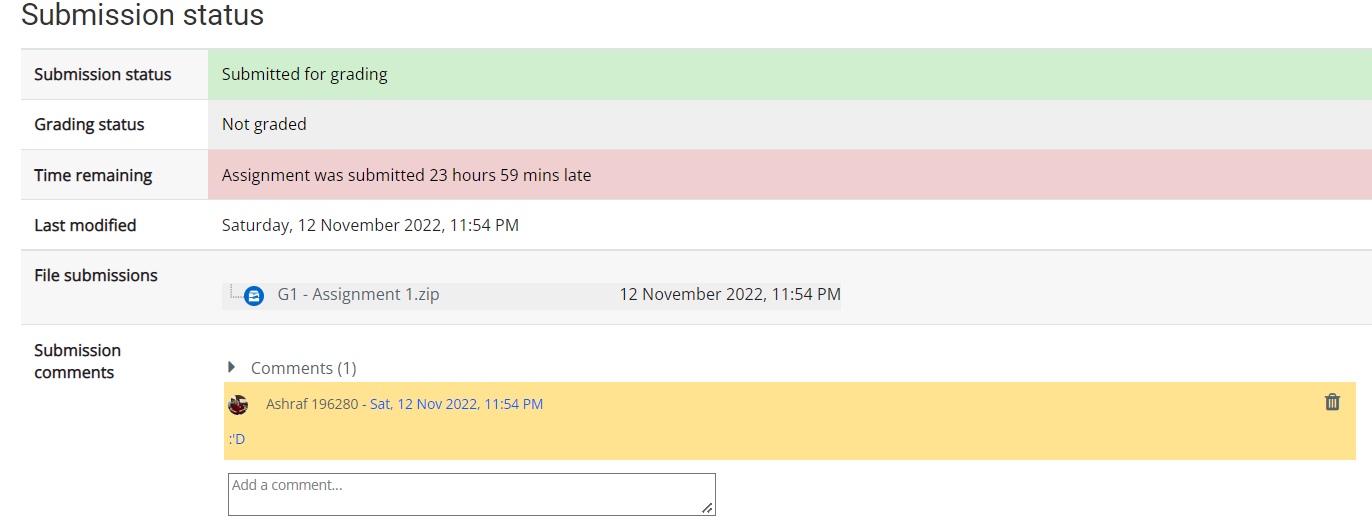 Submission status
Submission status Submitted for grading
Grading status Not graded
Time remaining Assignment was submitted 23 hours 59 mins late
Last modified Saturday, 12 November 2022, 11:54 PM
File submissions
G1 - Assignment 1.zip 12 November 2022, 11:54 PM
Submission
comments
Comments (1)
Ashraf 196280 - Sat, 12 Nov 2022, 11:54 PM
:'D
Add a comment...